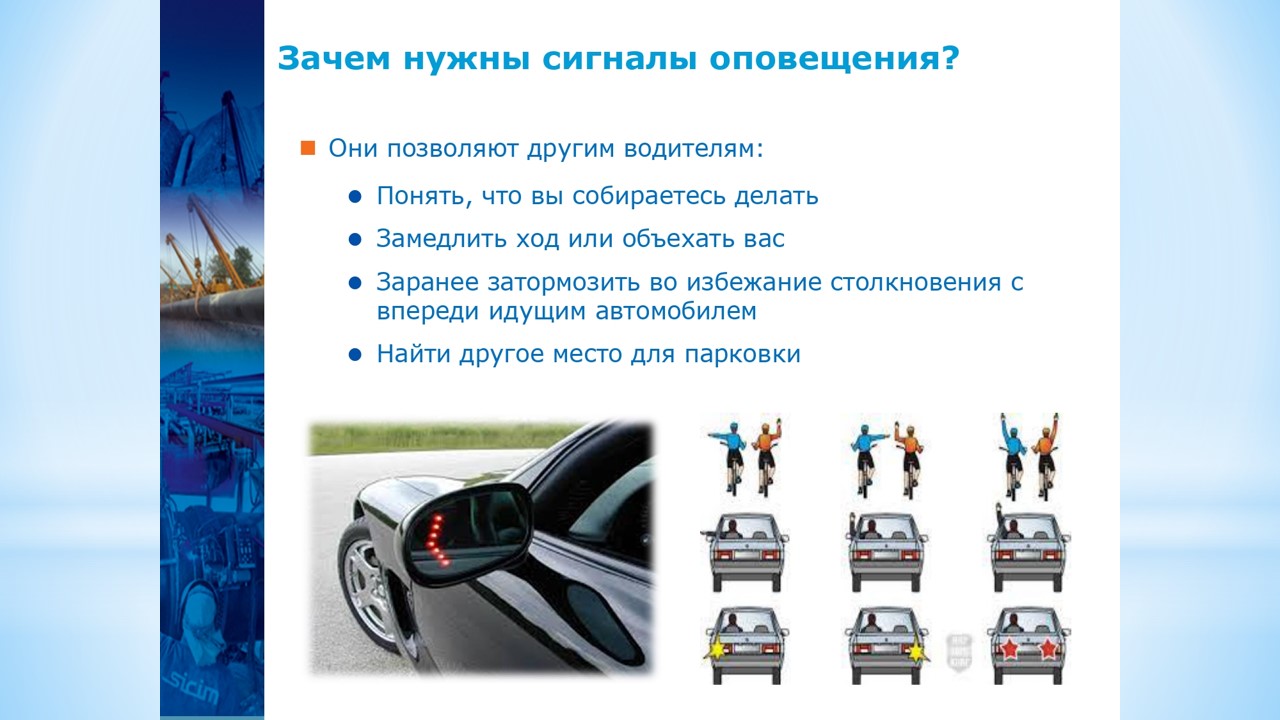 Зачем нужны сигналы оповещения?
Они позволяют другим водителям:
Понять, что вы собираетесь делать
Замедлить ход или объехать вас
Заранее затормозить во избежание столкновения с
впереди идущим автомобилем
Найти другое место для парковки
sicim